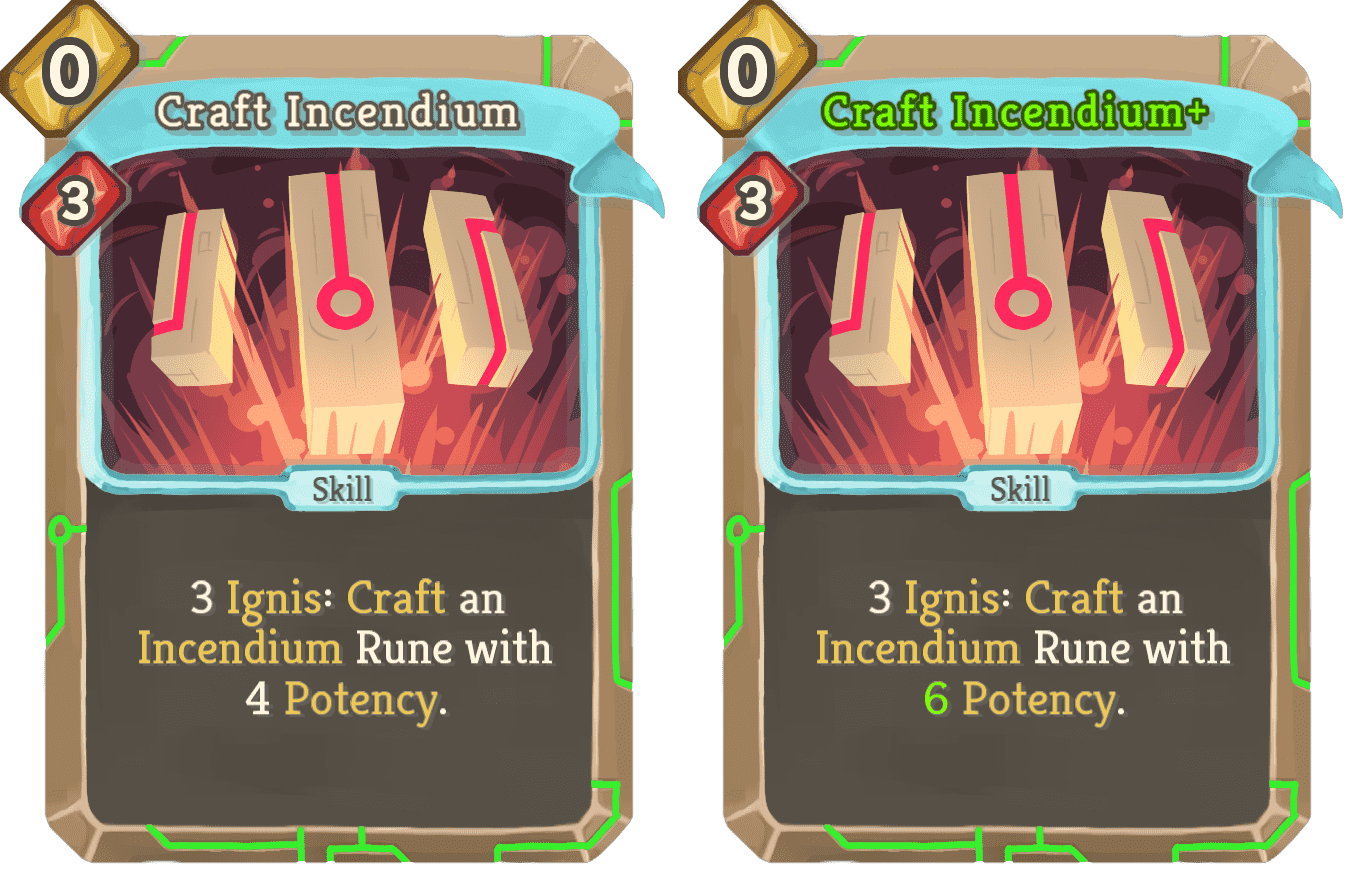 0
Craft Incendium
3
Skill
3 Ignis: Craft an
Incendium Rune with
4 Potency.
0
Craft Incendium+
3
Skill
3 Ignis: Craft an
Incendium Rune with
6 Potency.